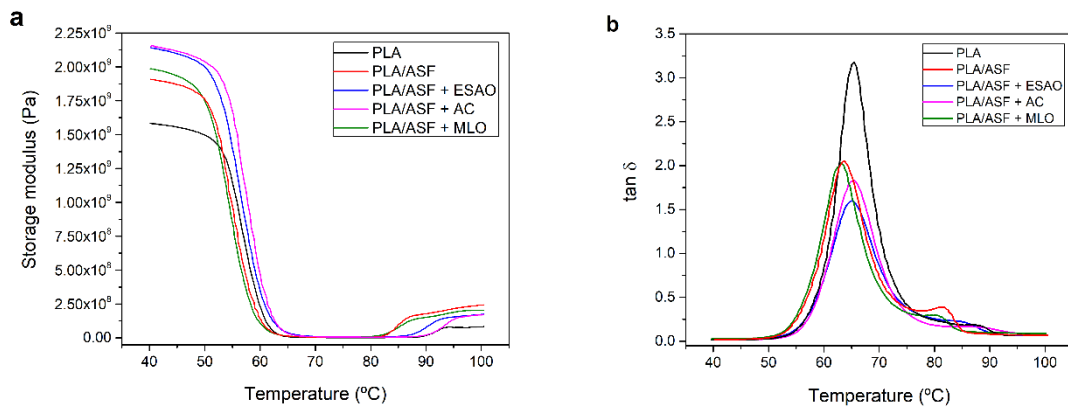 a
2.25x10⁹
2.00x10⁹
1.75x10⁹
1.50x10⁹
1.25x10⁹
1.00x10⁹
7.50x10⁸
5.00x10⁸
2.50x10⁸
0.00
Storage modulus (Pa)
40 50 60 70 80 90 100
Temperature (ºC)
PLA
PLA/ASF
PLA/ASF + ESAO
PLA/ASF + AC
PLA/ASF + MLO
b
3.5
3.0
2.5
2.0
1.5
1.0
0.5
0.0
tan δ
40 50 60 70 80 90 100
Temperature (ºC)
PLA
PLA/ASF
PLA/ASF + ESAO
PLA/ASF + AC
PLA/ASF + MLO